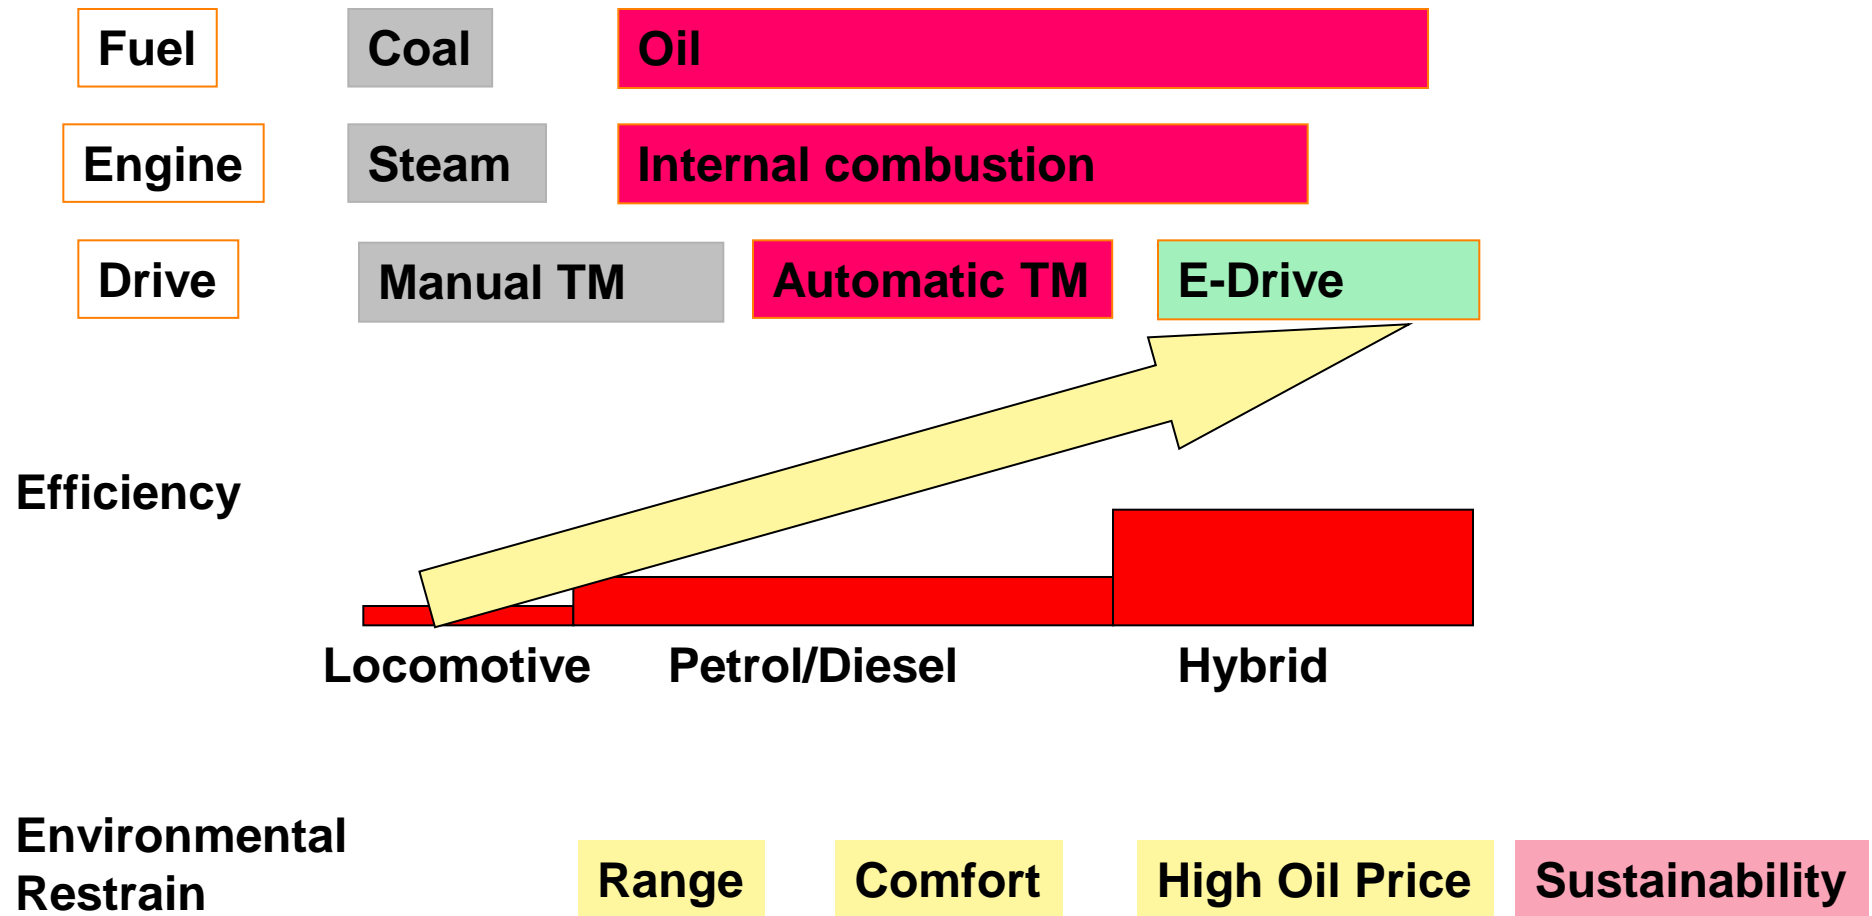 Fuel Coal Oil
Engine Steam Internal combustion
Drive Manual TM Automatic TM E-Drive
Efficiency
Locomotive Petrol/Diesel Hybrid
Environmental
Restrain Range Comfort High Oil Price Sustainability